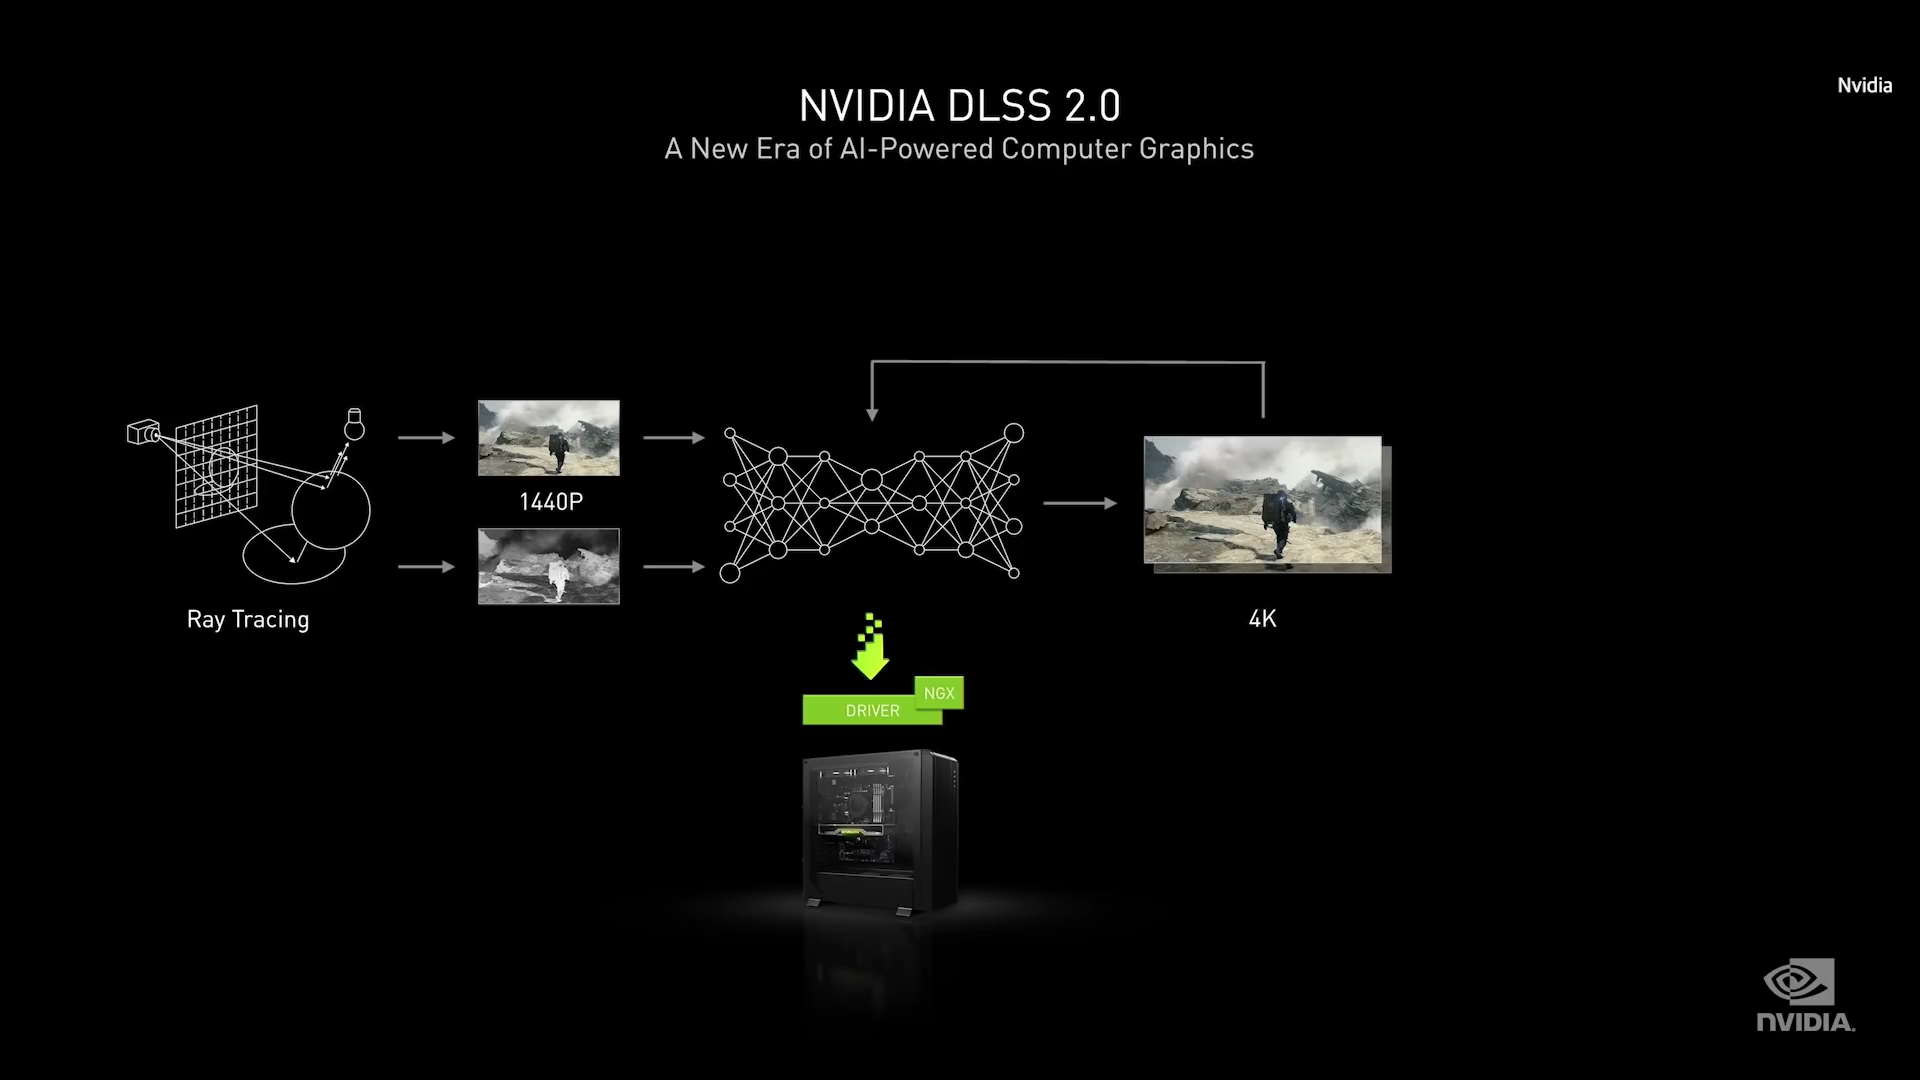 NVIDIA DLSS 2.0
A New Era of AI-Powered Computer Graphics
Nvidia
1440P
Ray Tracing
4K
NGX
DRIVER
NVIDIA.